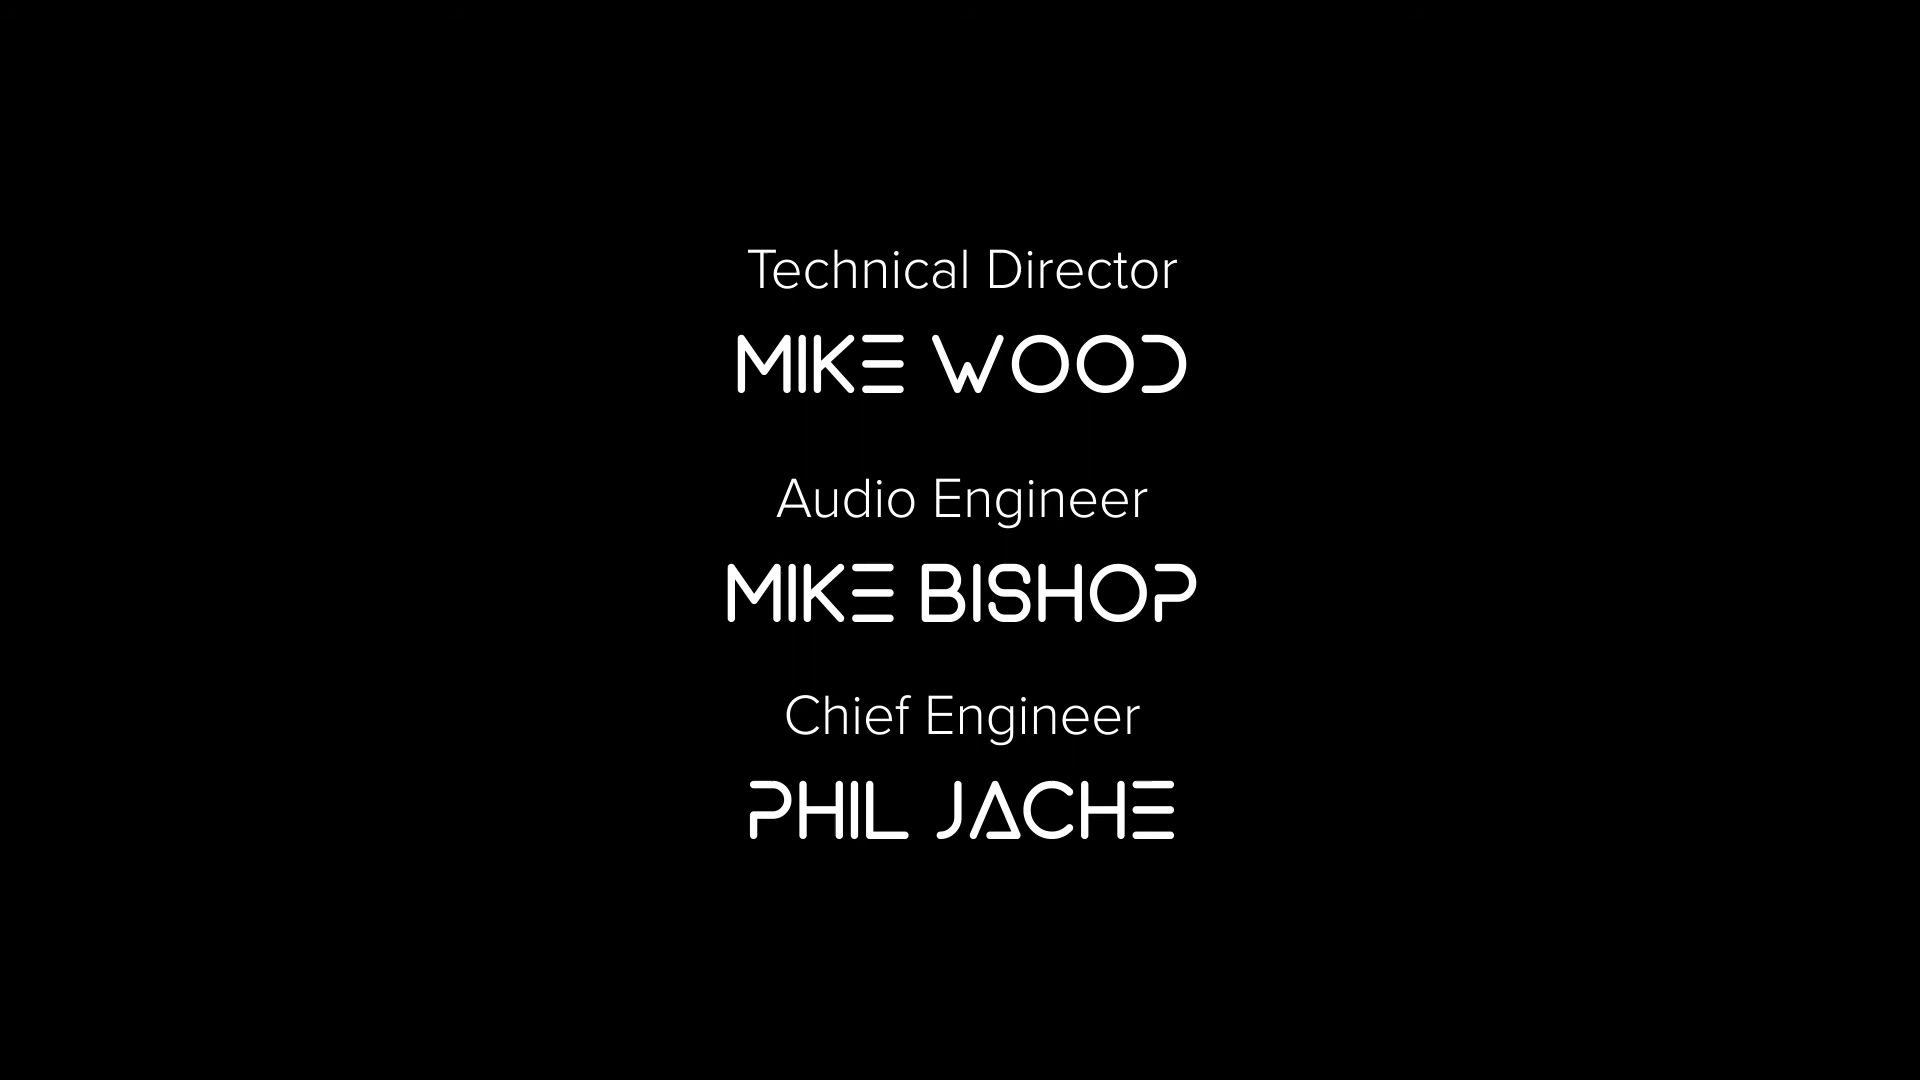 Technical Director
MIKE WOOD
Audio Engineer
MIKE BISHOP
Chief Engineer
PHIL JACHE